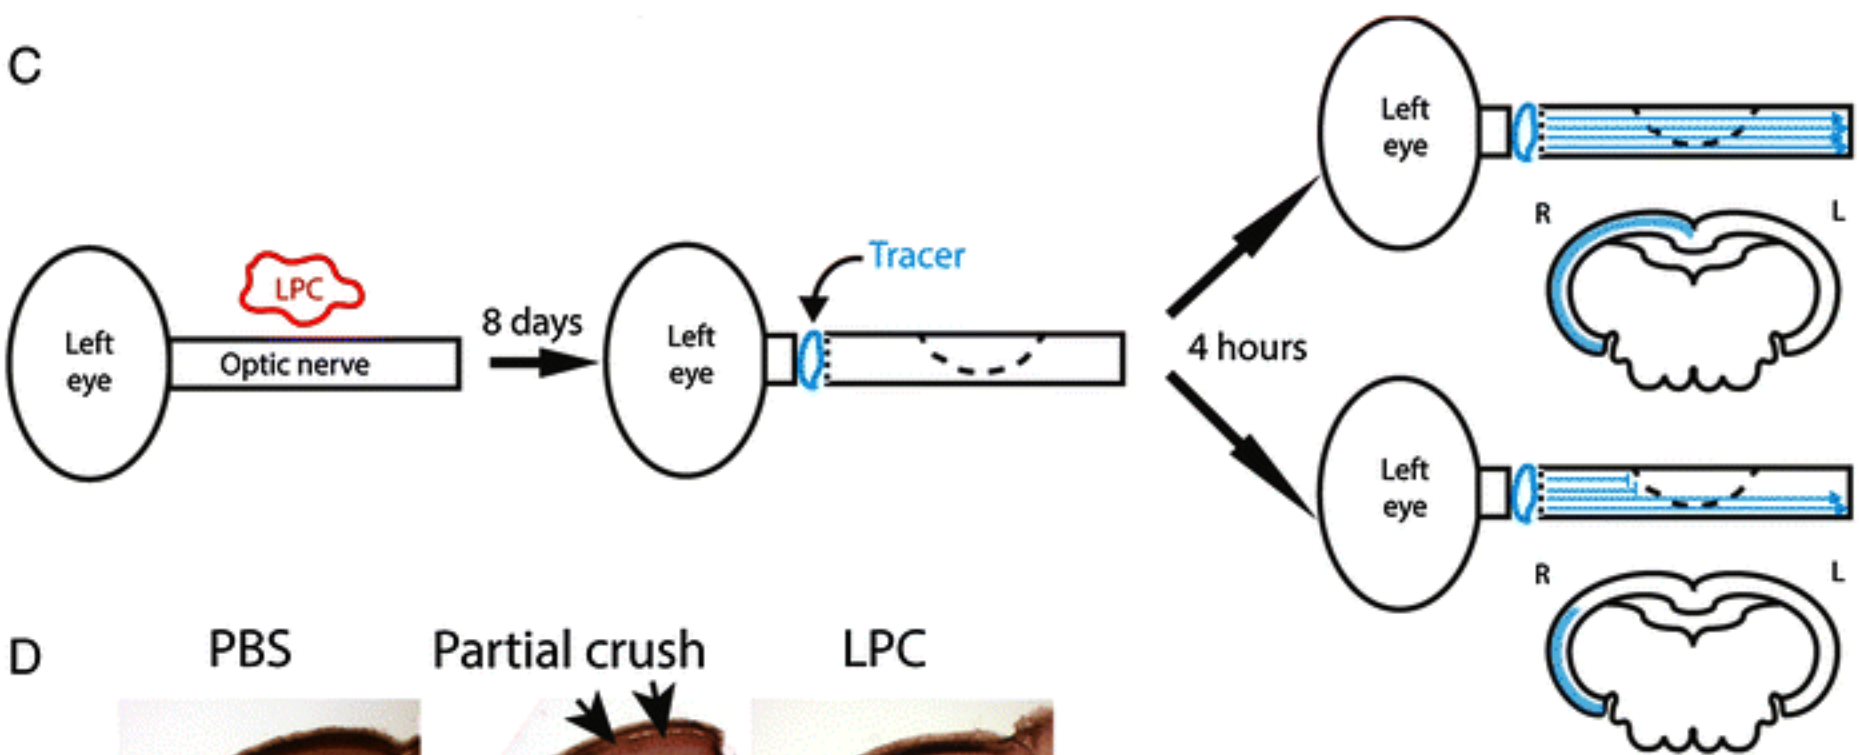 C
Left
eye
LPC
Optic nerve
8 days
Left
eye
Tracer
4 hours
Left
eye
R
L
Left
eye
R
L
D
PBS
Partial crush
LPC